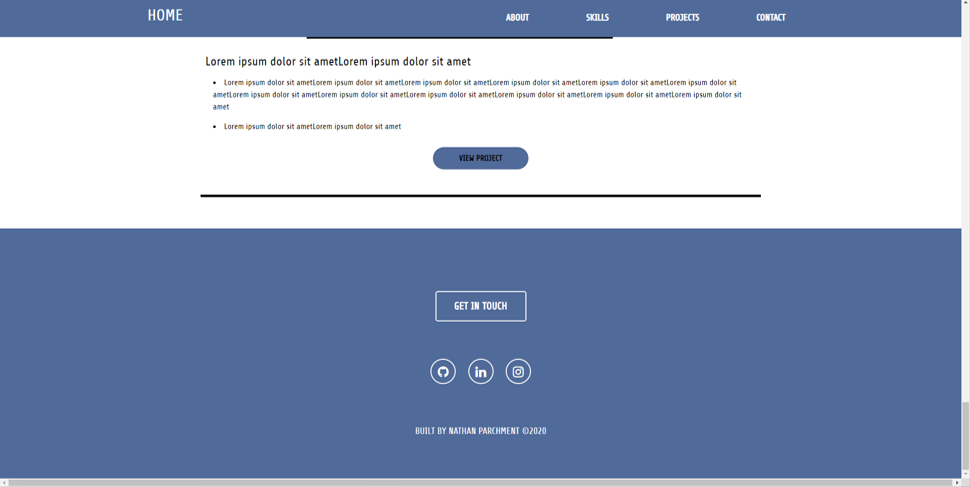 HOME
ABOUT SKILLS PROJECTS CONTACT
Lorem ipsum dolor sit ametLorem ipsum dolor sit amet
• Lorem ipsum dolor sit ametLorem ipsum dolor sit ametLorem ipsum dolor sit ametLorem ipsum dolor sit ametLorem ipsum dolor sit ametLorem ipsum dolor sit
ametLorem ipsum dolor sit ametLorem ipsum dolor sit ametLorem ipsum dolor sit ametLorem ipsum dolor sit ametLorem ipsum dolor sit ametLorem ipsum dolor sit
amet
• Lorem ipsum dolor sit ametLorem ipsum dolor sit amet
VIEW PROJECT
GET IN TOUCH
in
BUILT BY NATHAN PARCHMENT ©2020